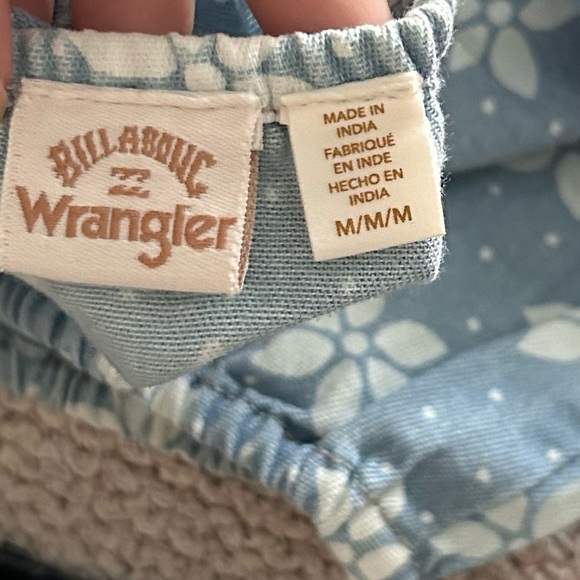 BILLABONG
Wrangler
MADE IN
INDIA
FABRIQUÉ
EN INDE
HECHO EN
INDIA
M/M/M